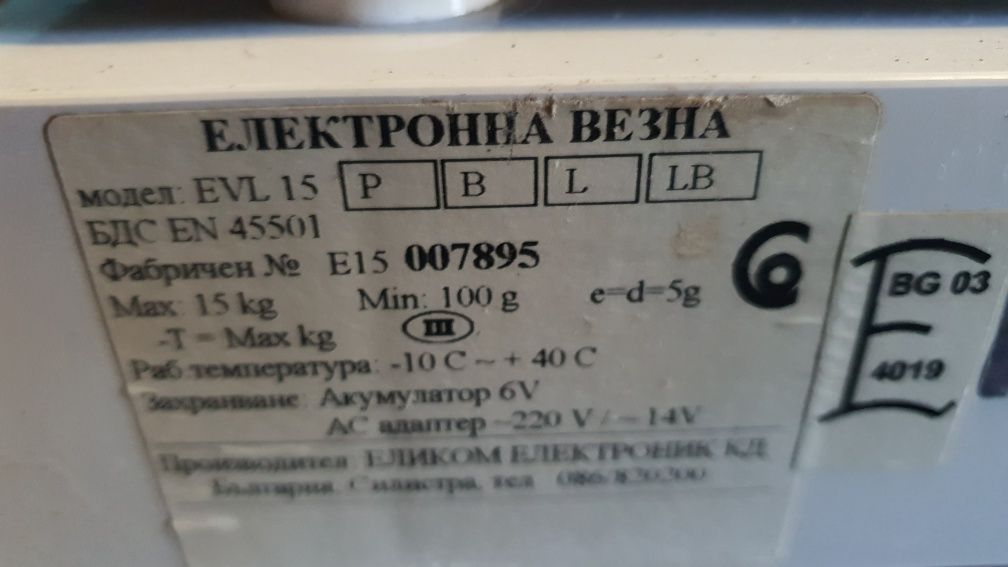 ЕЛЕКТРОННА ВЕЗНА
модел: EVL 15 P B L LB
БДС EN 45501
Фабричен № E15 007895
Max: 15 kg Min: 100 g e=d=5g
-T = Max kg III
Раб.температура: -10 C ~ + 40 C
Захранване: Акумулатор 6V
АС адаптер ~220 V / ~ 14V
Производител: ЕЛИКОМ ЕЛЕКТРОНИК КД
България, Силистра, тел.
BG 03
4019